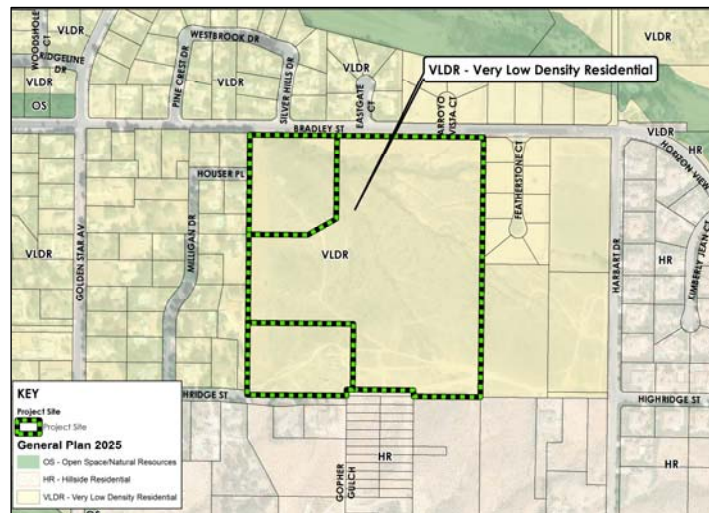 WOODSHOLE
CT
VLDR
RIDGELINE
DR
VLDR
OS
PINE CREST DR
WESTBROOK DR
VLDR
SILVER HILLS DR
VLDR
EASTGATE
CT
VLDR - Very Low Density Residential
VLDR
ARROYO
VISTA CT
BRADLEY ST
VLDR
HR
HORIZON VIEW
HOUSER PL
FEATHERSTONE CT
VLDR
GOLDEN STAR AV
MILLIGAN DR
VLDR
HARBART DR
HR
KIMBERLY JEAN CT
HRIDGE ST
HIGHRIDGE ST
HR
GOPHER
GULCH
HR
KEY
Project Site
Project Site
General Plan 2025
OS - Open Space/Natural Resources
HR - Hillside Residential
VLDR - Very Low Density Residential
OS